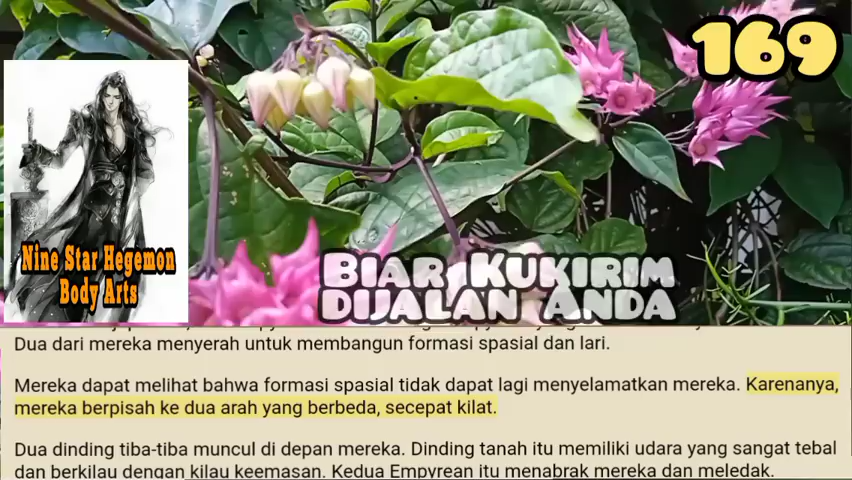 169
Nine Star Hegemon
Body Arts
Biar Kukirim
dijalan Anda
Dua dari mereka menyerah untuk membangun formasi spasial dan lari.
Mereka dapat melihat bahwa formasi spasial tidak dapat lagi menyelamatkan mereka. Karenanya,
mereka berpisah ke dua arah yang berbeda, secepat kilat.
Dua dinding tiba-tiba muncul di depan mereka. Dinding tanah itu memiliki udara yang sangat tebal
dan berkilau dengan kilau keemasan. Kedua Empyrean itu menabrak mereka dan meledak.